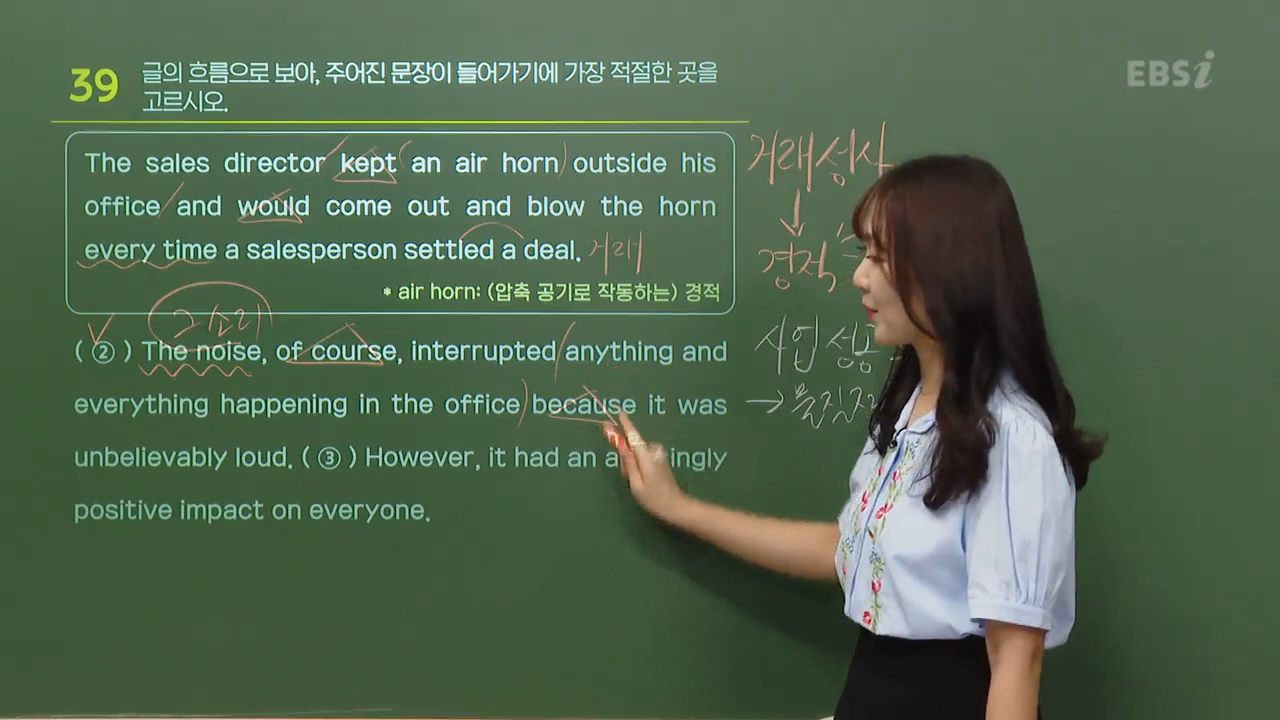 39 글의 흐름으로 보아, 주어진 문장이 들어가기에 가장 적절한 곳을
고르시오.
EBSi
The sales director kept an air horn outside his
office and would come out and blow the horn
every time a salesperson settled a deal. 거래
* air horn: (압축 공기로 작동하는) 경적
그 소리
( ② ) The noise, of course, interrupted anything and
everything happening in the office because it was
unbelievably loud. ( ③ ) However, it had an
positive impact on everyone.
거래 성사
↓
경적
사업 성공
→ 물질